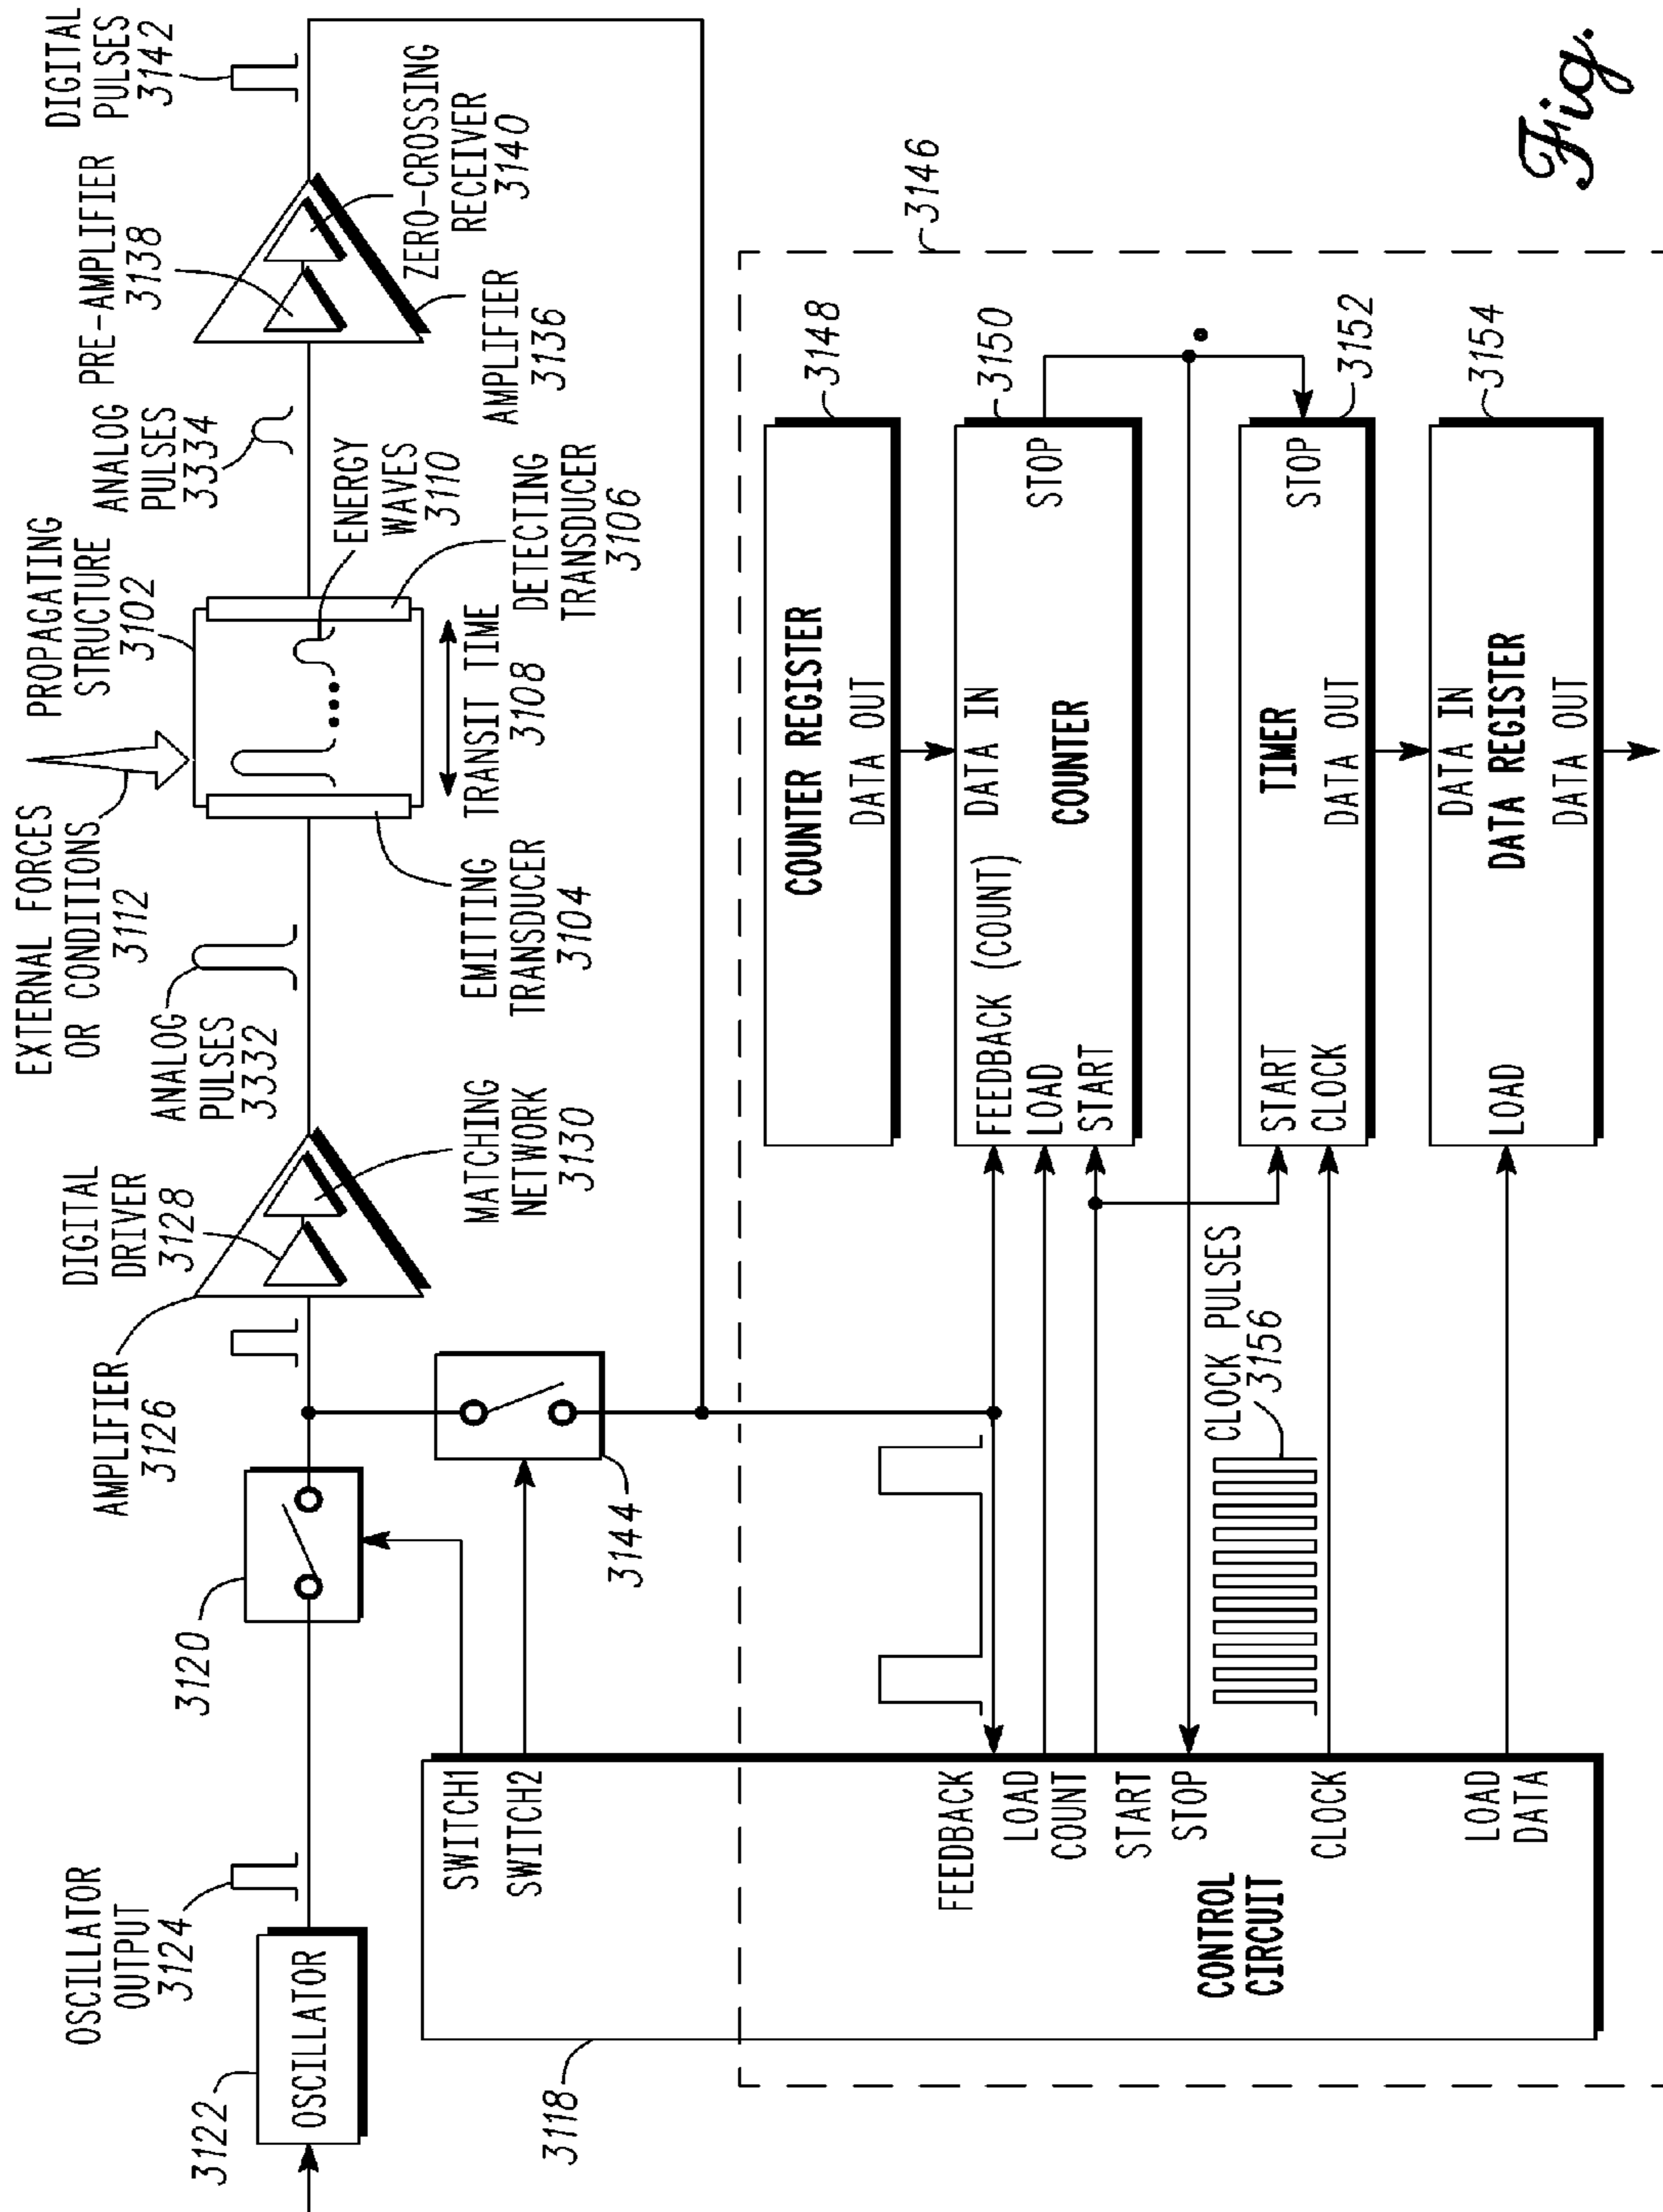 EXTERNAL FORCES
OR CONDITIONS
3112
PROPAGATING
STRUCTURE
3102
ANALOG
PULSES
3334
PRE-AMPLIFIER
3138
DIGITAL
PULSES
3142
OSCILLATOR
OUTPUT
3124
AMPLIFIER
3126
DIGITAL
DRIVER
3128
ANALOG
PULSES
3332
3122
OSCILLATOR
3120
MATCHING
NETWORK
3130
EMITTING
TRANSDUCER
3104
TRANSIT TIME
3108
ENERGY
WAVES
3110
DETECTING
TRANSDUCER
3106
AMPLIFIER
3136
ZERO-CROSSING
RECEIVER
3140
SWITCH1
SWITCH2
3144
3118
3146
COUNTER REGISTER
DATA OUT
3148
FEEDBACK
LOAD
COUNT
START
STOP
CLOCK
LOAD
DATA
CONTROL
CIRCUIT
FEEDBACK (COUNT)
LOAD
START
DATA IN
COUNTER
STOP
3150
CLOCK PULSES
3156
START
CLOCK
TIMER
DATA OUT
STOP
3152
LOAD
DATA IN
DATA REGISTER
DATA OUT
3154
Fig.